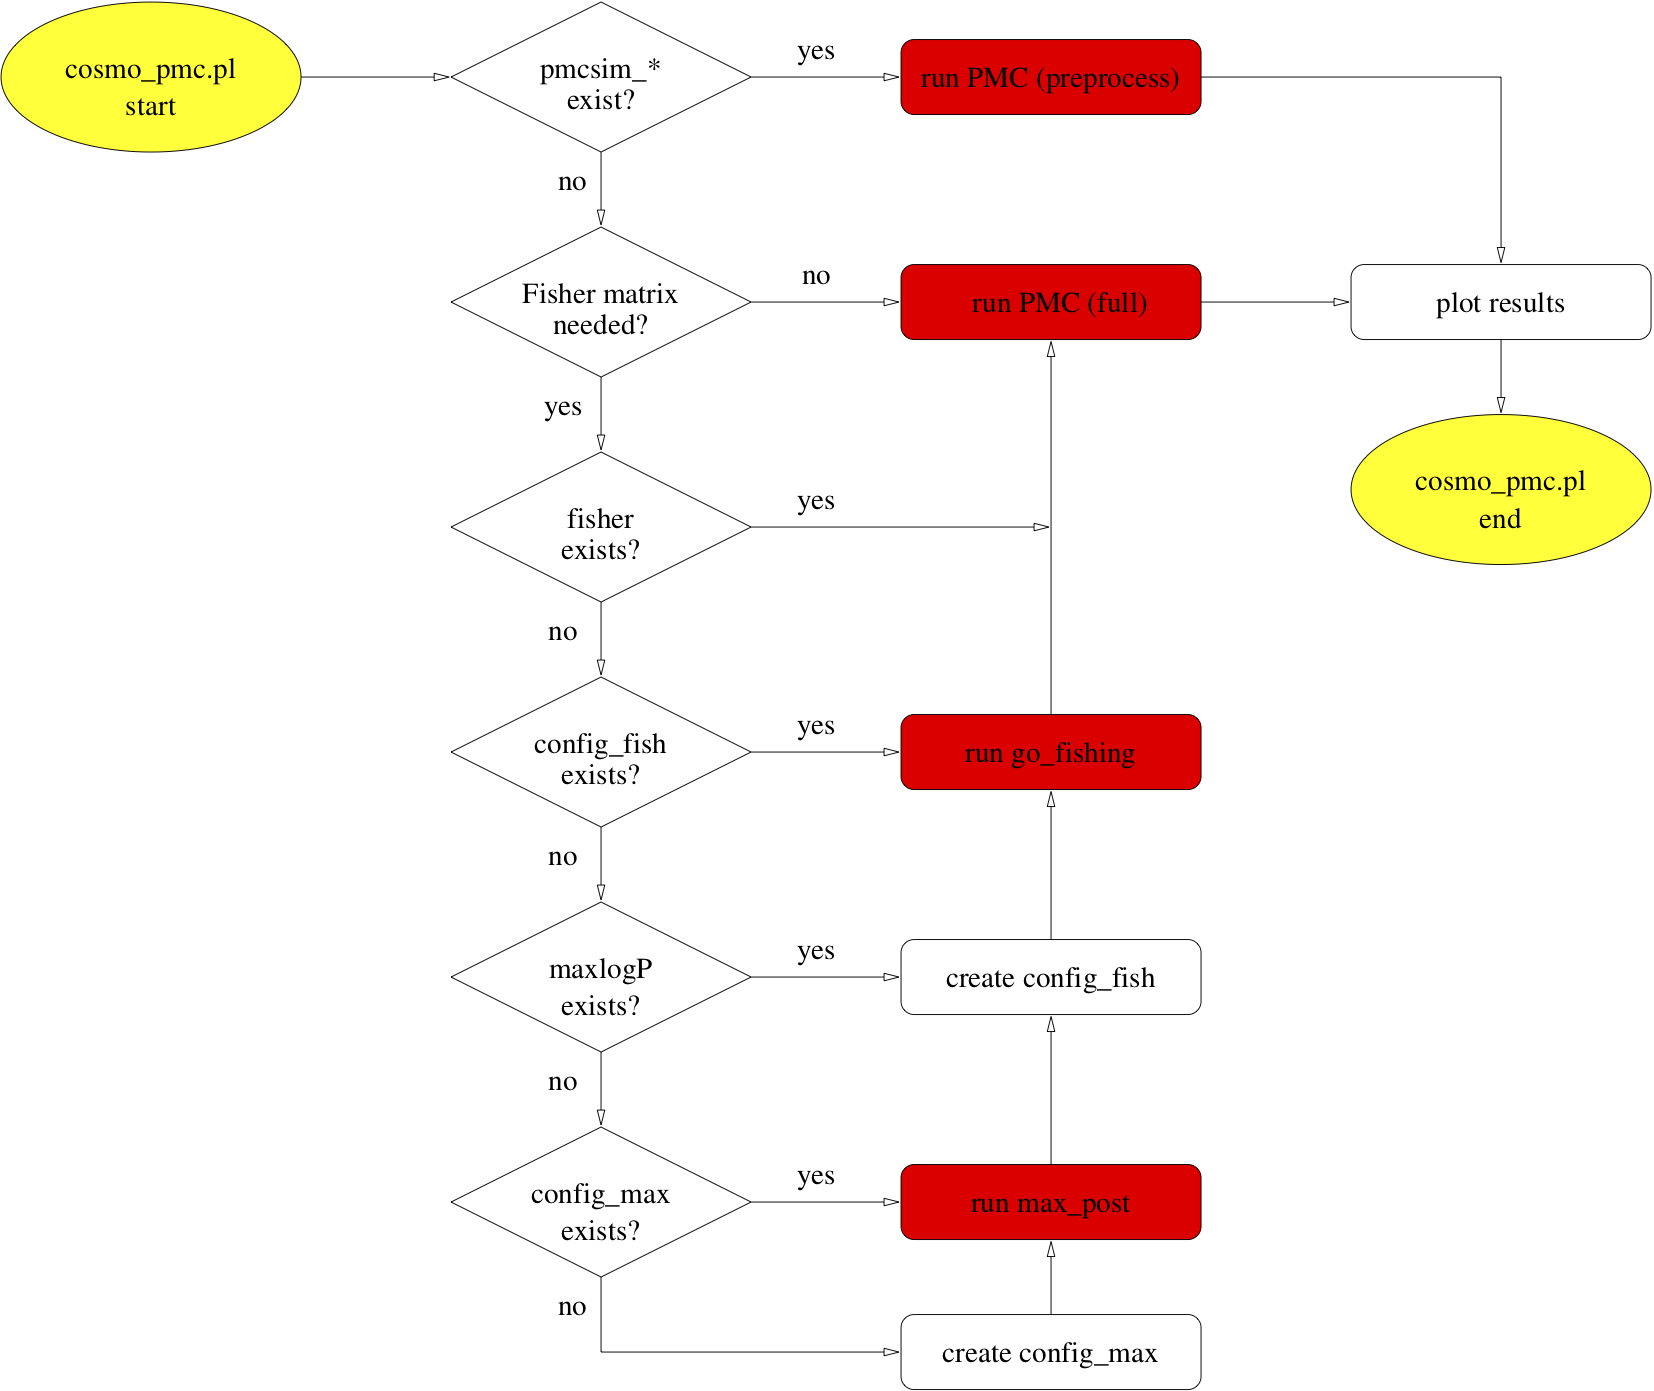 cosmo_pmc.pl
start
pmcsim_*
exist?
yes
run PMC (preprocess)
no
Fisher matrix
needed?
no
run PMC (full)
plot results
yes
cosmo_pmc.pl
end
fisher
exists?
yes
no
config_fish
exists?
yes
run go_fishing
no
maxlogP
exists?
yes
create config_fish
no
config_max
exists?
yes
run max_post
no
create config_max